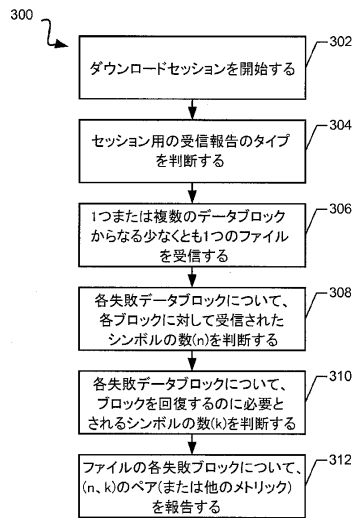 300
302
ダウンロードセッションを開始する
304
セッション用の受信報告のタイプ
を判断する
306
1つまたは複数のデータブロック
からなる少なくとも1つのファイル
を受信する
308
各失敗データブロックについて、
各ブロックに対して受信された
シンボルの数(n)を判断する
310
各失敗データブロックについて、
ブロックを回復するのに必要と
されるシンボルの数(k)を判断する
312
ファイルの各失敗ブロックについて、
(n、k)のペア(または他のメトリック)
を報告する